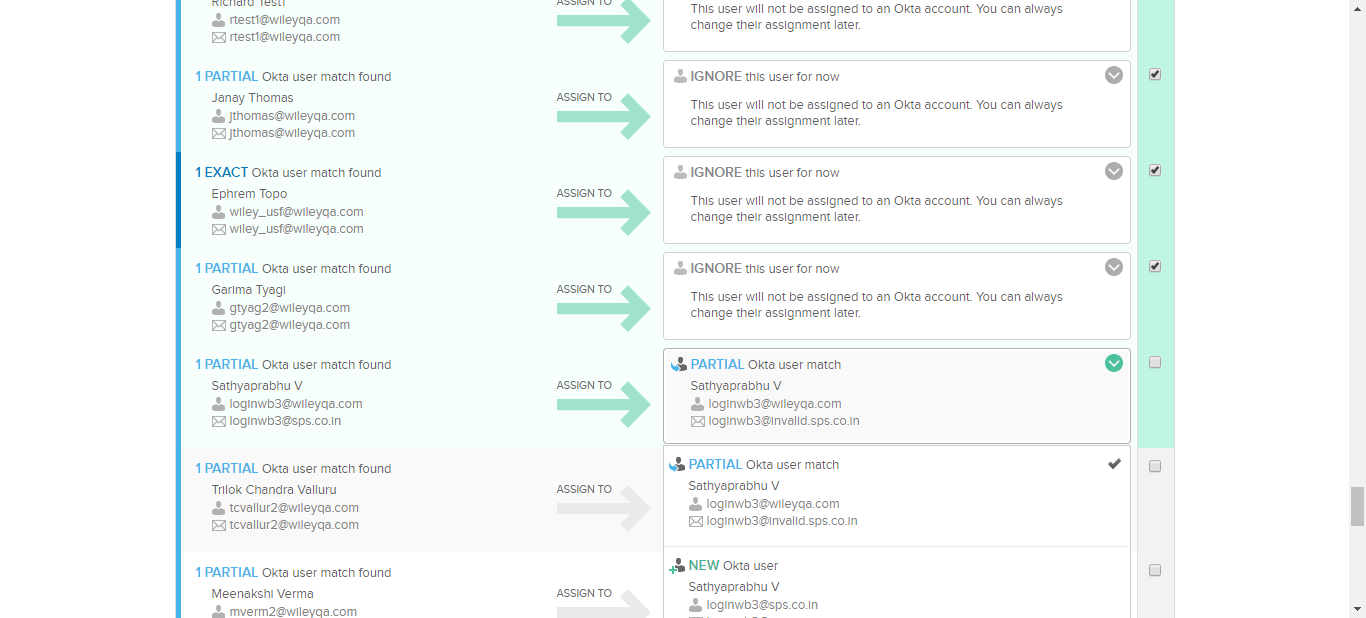 Richard Test1
rtest1@wileyqa.com
rtest1@wileyqa.com
ASSIGN TO
This user will not be assigned to an Okta account. You can always
change their assignment later.
1 PARTIAL Okta user match found
Janay Thomas
jthomas@wileyqa.com
jthomas@wileyqa.com
ASSIGN TO
IGNORE this user for now
This user will not be assigned to an Okta account. You can always
change their assignment later.
1 EXACT Okta user match found
Ephrem Topo
wiley_usf@wileyqa.com
wiley_usf@wileyqa.com
ASSIGN TO
IGNORE this user for now
This user will not be assigned to an Okta account. You can always
change their assignment later.
1 PARTIAL Okta user match found
Garima Tyagi
gtyag2@wileyqa.com
gtyag2@wileyqa.com
ASSIGN TO
IGNORE this user for now
This user will not be assigned to an Okta account. You can always
change their assignment later.
1 PARTIAL Okta user match found
Sathyaprabhu V
loginwb3@wileyqa.com
loginwb3@sps.co.in
ASSIGN TO
PARTIAL Okta user match
Sathyaprabhu V
loginwb3@wileyqa.com
loginwb3@invalid.sps.co.in
1 PARTIAL Okta user match found
Trilok Chandra Valluru
tcvallur2@wileyqa.com
tcvallur2@wileyqa.com
ASSIGN TO
PARTIAL Okta user match
Sathyaprabhu V
loginwb3@wileyqa.com
loginwb3@invalid.sps.co.in
1 PARTIAL Okta user match found
Meenakshi Verma
mverm2@wileyqa.com
ASSIGN TO
NEW Okta user
Sathyaprabhu V
loginwb3@sps.co.in